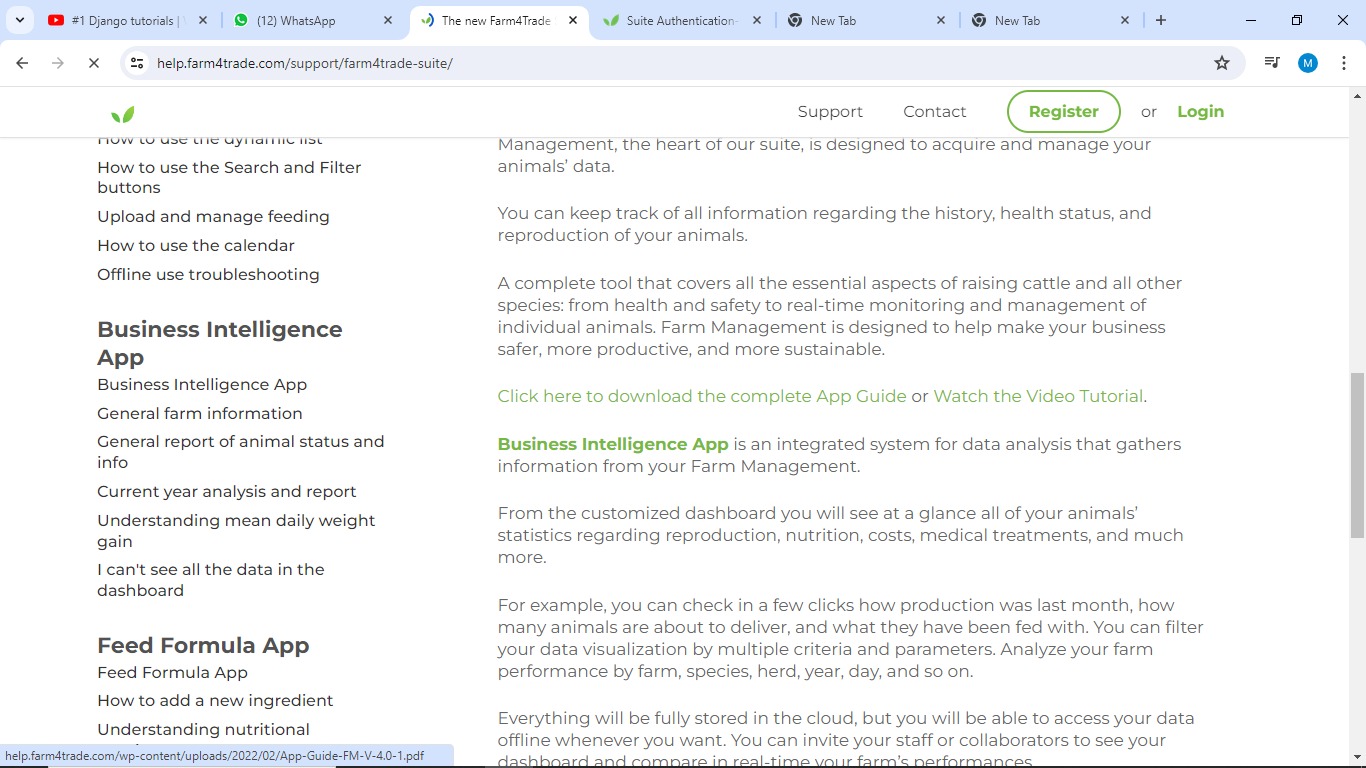 #1 Django tutorials |
(12) WhatsApp
The new Farm4Trade
Suite Authentication-
New Tab
New Tab
help.farm4trade.com/support/farm4trade-suite/
M
Support
Contact
Register
or
Login
How to use the dynamic list
How to use the Search and Filter
buttons
Upload and manage feeding
How to use the calendar
Offline use troubleshooting
Business Intelligence
App
Business Intelligence App
General farm information
General report of animal status and
info
Current year analysis and report
Understanding mean daily weight
gain
I can't see all the data in the
dashboard
Feed Formula App
Feed Formula App
How to add a new ingredient
Understanding nutritional
Management, the heart of our suite, is designed to acquire and manage your
animals’ data.
You can keep track of all information regarding the history, health status, and
reproduction of your animals.
A complete tool that covers all the essential aspects of raising cattle and all other
species: from health and safety to real-time monitoring and management of
individual animals. Farm Management is designed to help make your business
safer, more productive, and more sustainable.
Click here to download the complete App Guide or Watch the Video Tutorial.
Business Intelligence App is an integrated system for data analysis that gathers
information from your Farm Management.
From the customized dashboard you will see at a glance all of your animals’
statistics regarding reproduction, nutrition, costs, medical treatments, and much
more.
For example, you can check in a few clicks how production was last month, how
many animals are about to deliver, and what they have been fed with. You can filter
your data visualization by multiple criteria and parameters. Analyze your farm
performance by farm, species, herd, year, day, and so on.
Everything will be fully stored in the cloud, but you will be able to access your data
offline whenever you want. You can invite your staff or collaborators to see your
dashboard and compare in real-time your farm’s performances
help.farm4trade.com/wp-content/uploads/2022/02/App-Guide-FM-V-4.0-1.pdf